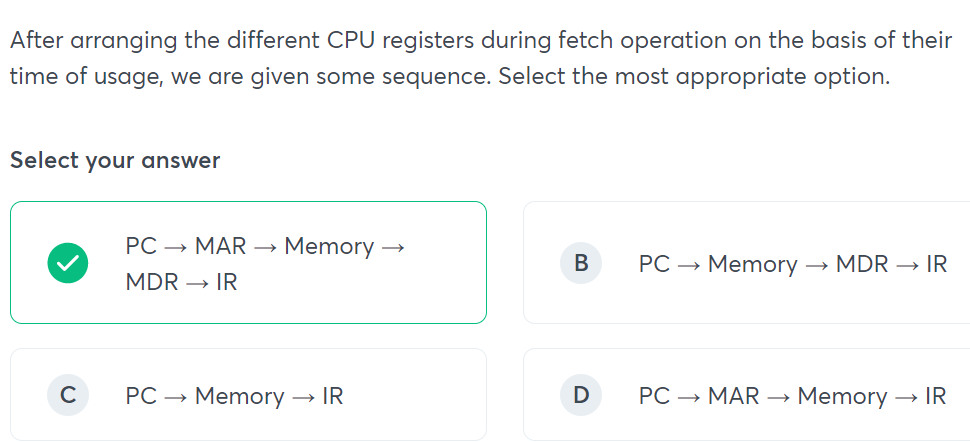 After arranging the different CPU registers during fetch operation on the basis of their
time of usage, we are given some sequence. Select the most appropriate option.
Select your answer
PC → MAR → Memory →
MDR → IR
B
PC → Memory → MDR → IR
C
PC → Memory → IR
D
PC → MAR → Memory → IR